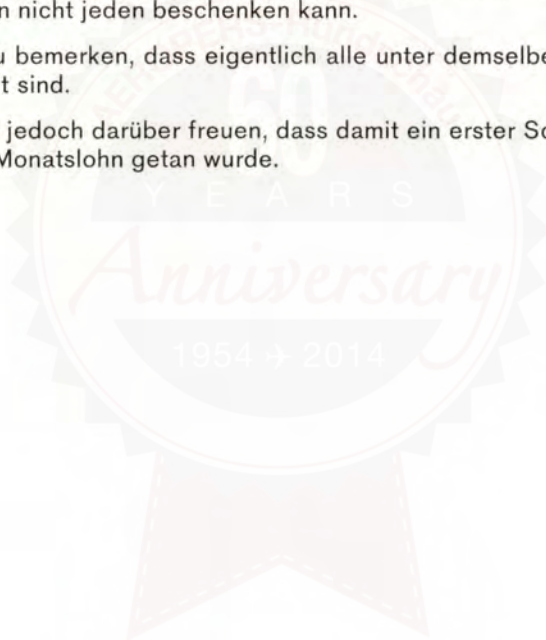 n nicht jeden beschenken kann.
u bemerken, dass eigentlich alle unter demselbe
t sind.
jedoch darüber freuen, dass damit ein erster Sc
Monatslohn getan wurde.
60
YEARS
Anniversary
1954 ✈ 2014